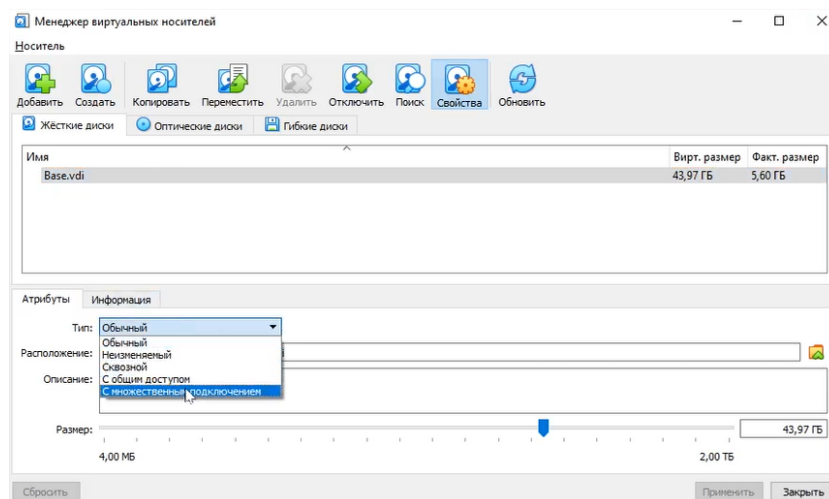 Менеджер виртуальных носителей
Носитель
Добавить Создать Копировать Переместить Удалить Отключить Поиск Свойства Обновить
Жёсткие диски Оптические диски Гибкие диски
Имя Вирт. размер Факт. размер
Base.vdi 43,97 ГБ 5,60 ГБ
Атрибуты Информация
Тип: Обычный
Обычный
Неизменяемый
Расположение:
Сквозной
С общим доступом
Описание:
С множественным подключением
Размер: 43,97 ГБ
4,00 МБ 2,00 ТБ
Сбросить Применить Закрыть